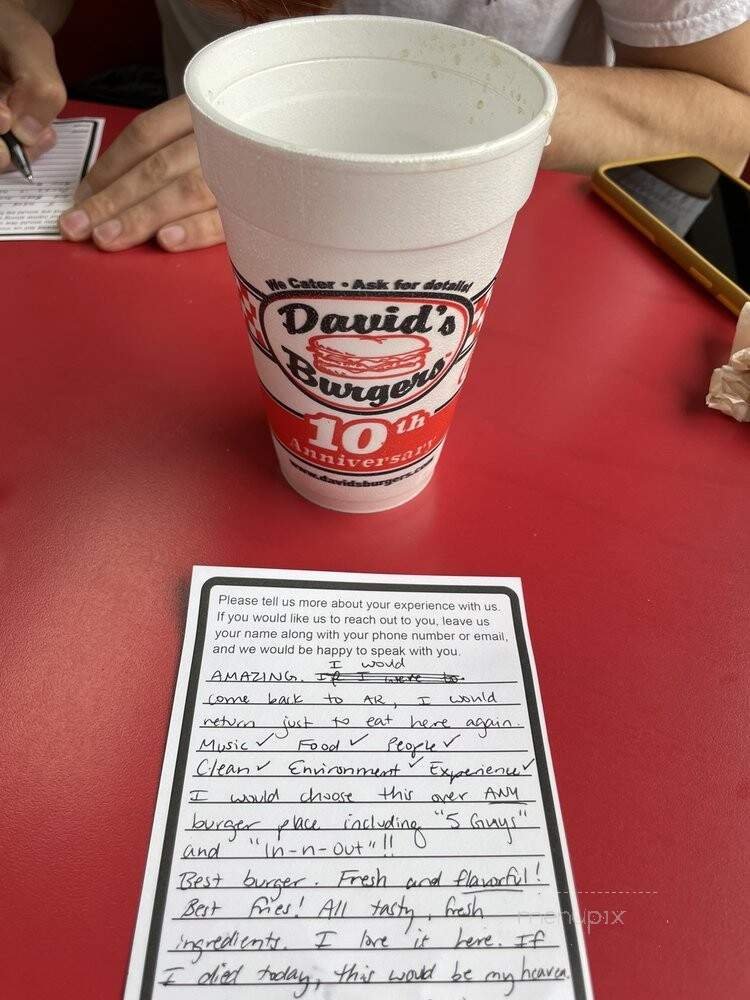 We Cater • Ask for details!
David's
Burgers
10th
Anniversary
www.davidsburgers.com
Please tell us more about your experience with us.
If you would like us to reach out to you, leave us
your name along with your phone number or email,
and we would be happy to speak with you.
I would
AMAZING. If I were to
come back to AR, I would
return just to eat here again.
Music ✓ Food ✓ People ✓
Clean ✓ Environment ✓ Experience ✓
I would choose this over ANY
burger place including "5 Guys"
and "In-n-Out"!!
Best burger. Fresh and flavorful!
Best fries! All tasty, fresh
ingredients. I love it here. If
I died today, this would be my heaven.
menupix